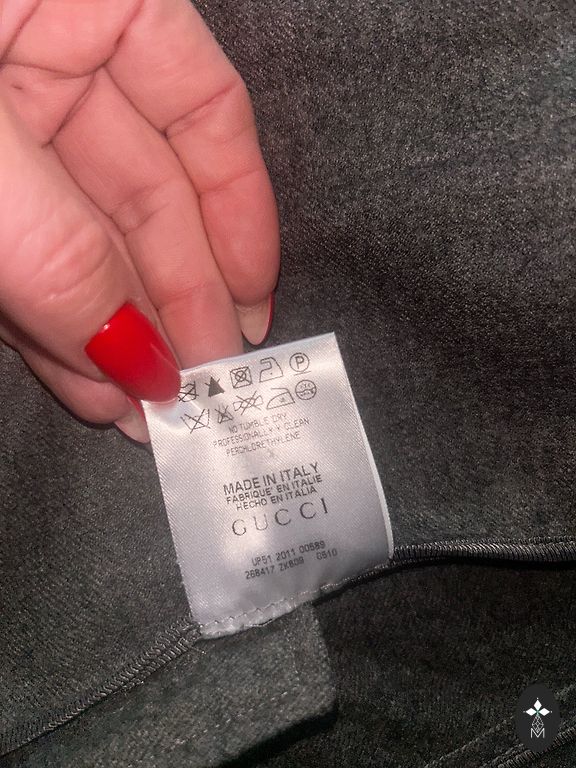 NO TUMBLE DRY
PROFESSIONALLY CLEAN
PERCHLORETHYLENE
MADE IN ITALY
FABRIQUE' EN ITALIE
HECHO EN ITALIA
GUCCI
UP51 2011 00589
268417 ZK809 C810
M